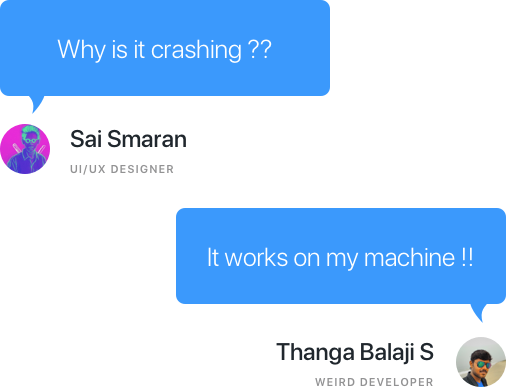 Why is it crashing ??
Sai Smaran
UI/UX DESIGNER
It works on my machine !!
Thanga Balaji S
WEIRD DEVELOPER